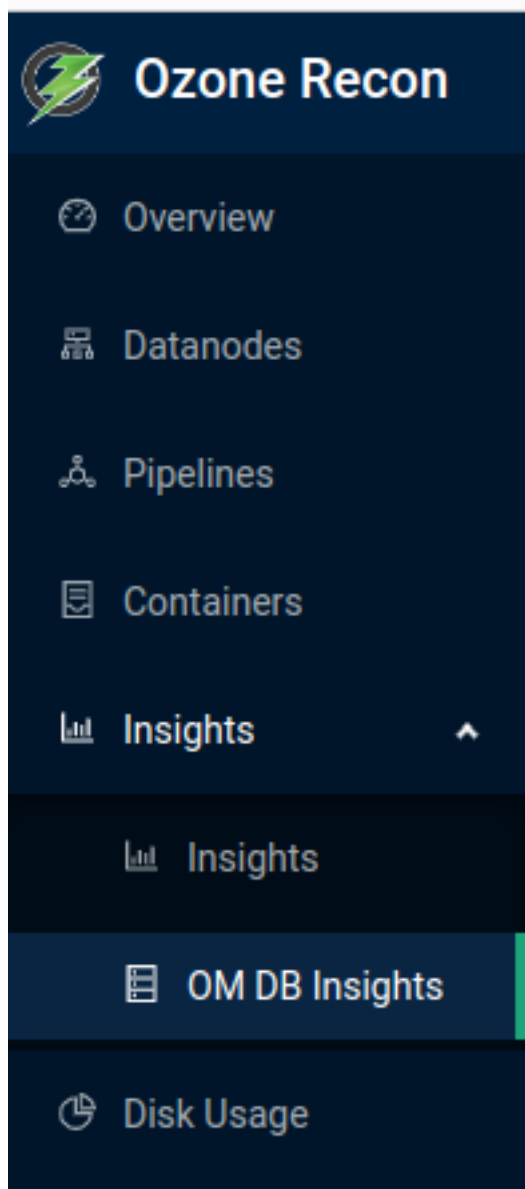 Ozone Recon
Overview
Datanodes
Pipelines
Containers
Insights
Insights
OM DB Insights
Disk Usage